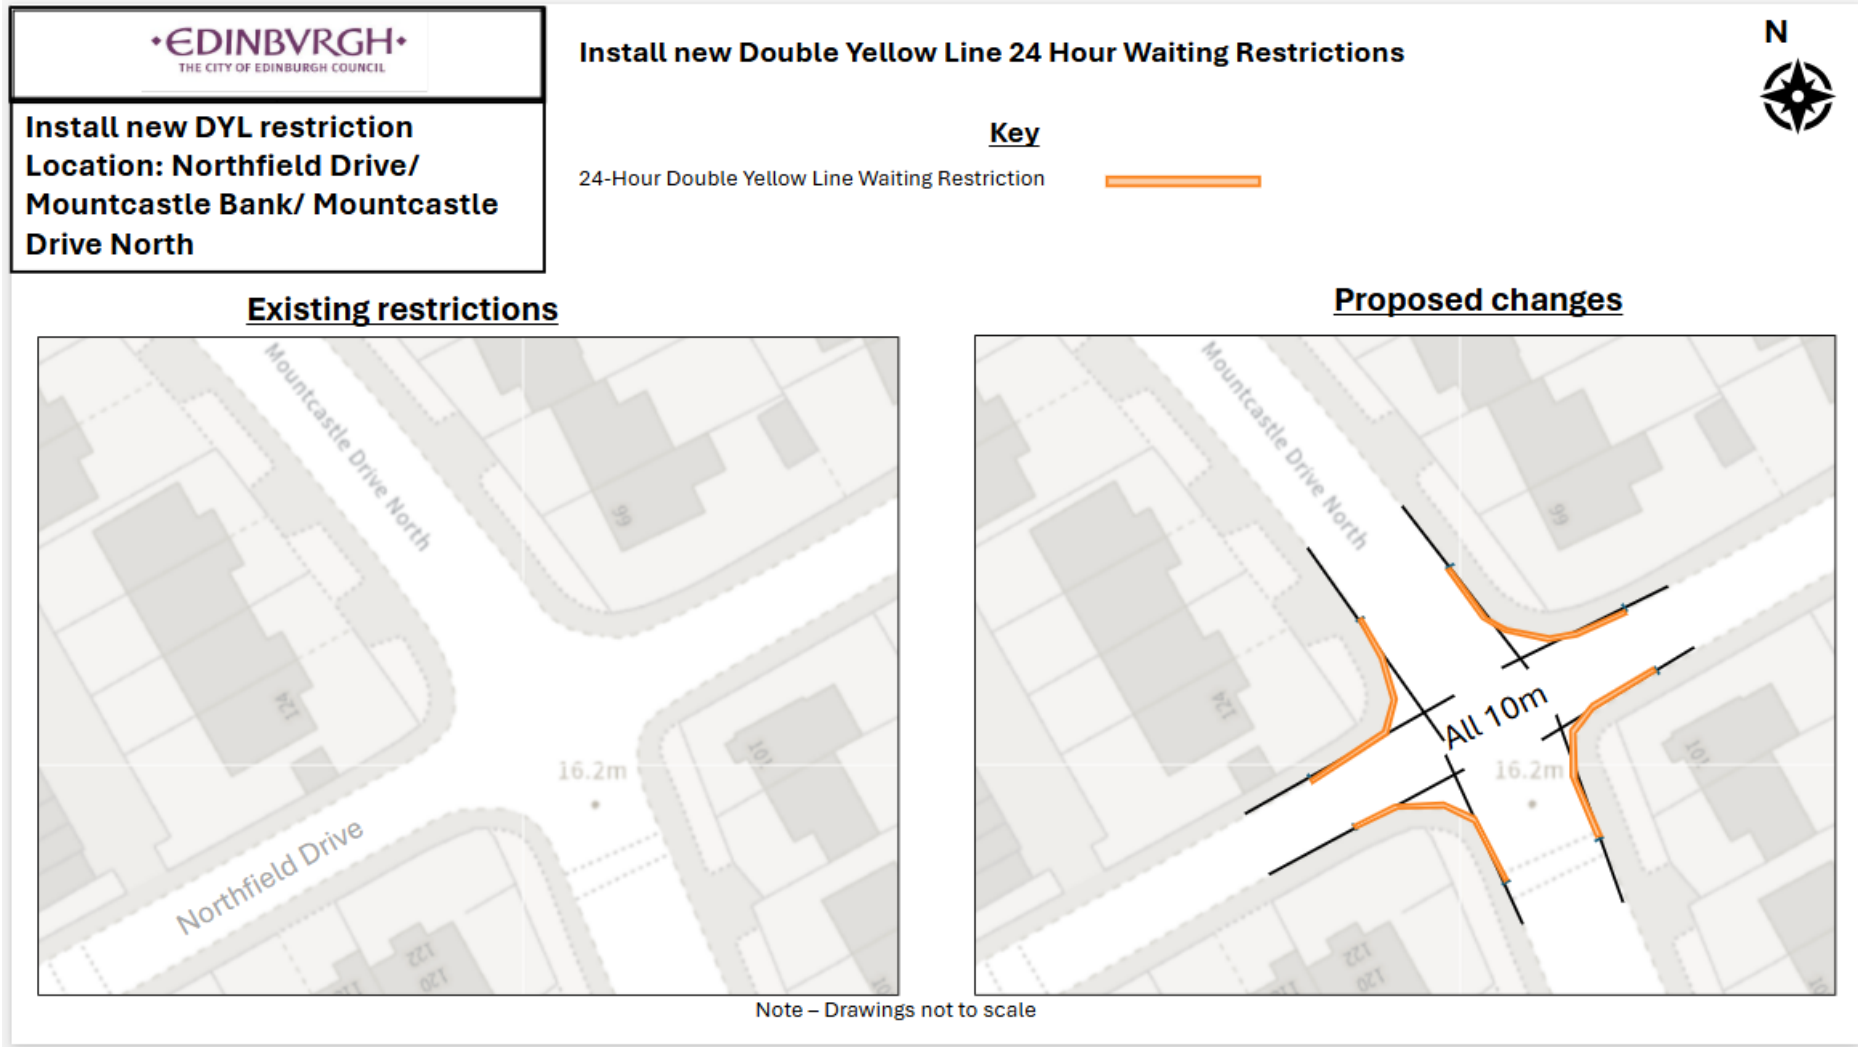 EDINBVRGH
THE CITY OF EDINBURGH COUNCIL
Install new DYL restriction
Location: Northfield Drive/
Mountcastle Bank/ Mountcastle
Drive North
Install new Double Yellow Line 24 Hour Waiting Restrictions
Key
24-Hour Double Yellow Line Waiting Restriction
N
Existing restrictions
Mountcastle Drive North
99
124
101
16.2m
Northfield Drive
122
120
Proposed changes
Mountcastle Drive North
99
124
All 10m
101
16.2m
122
120
Note – Drawings not to scale